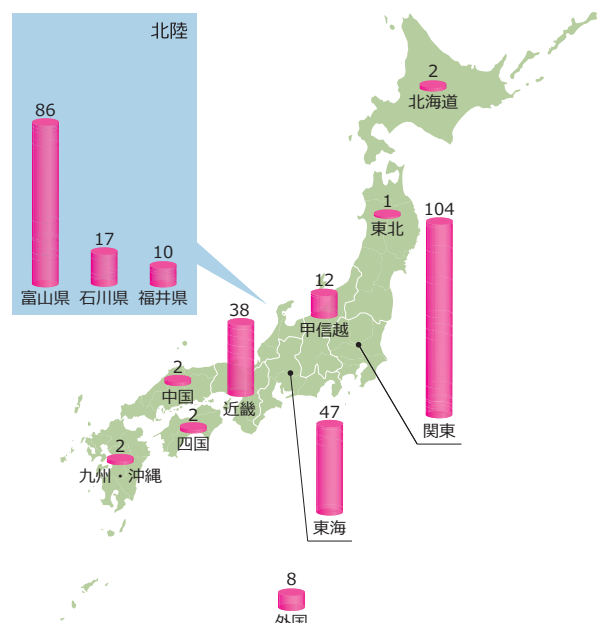 北陸
86
富山県
17
石川県
10
福井県
2
北海道
1
東北
104
関東
12
甲信越
38
近畿
47
東海
2
中国
2
四国
2
九州・沖縄
8
外国